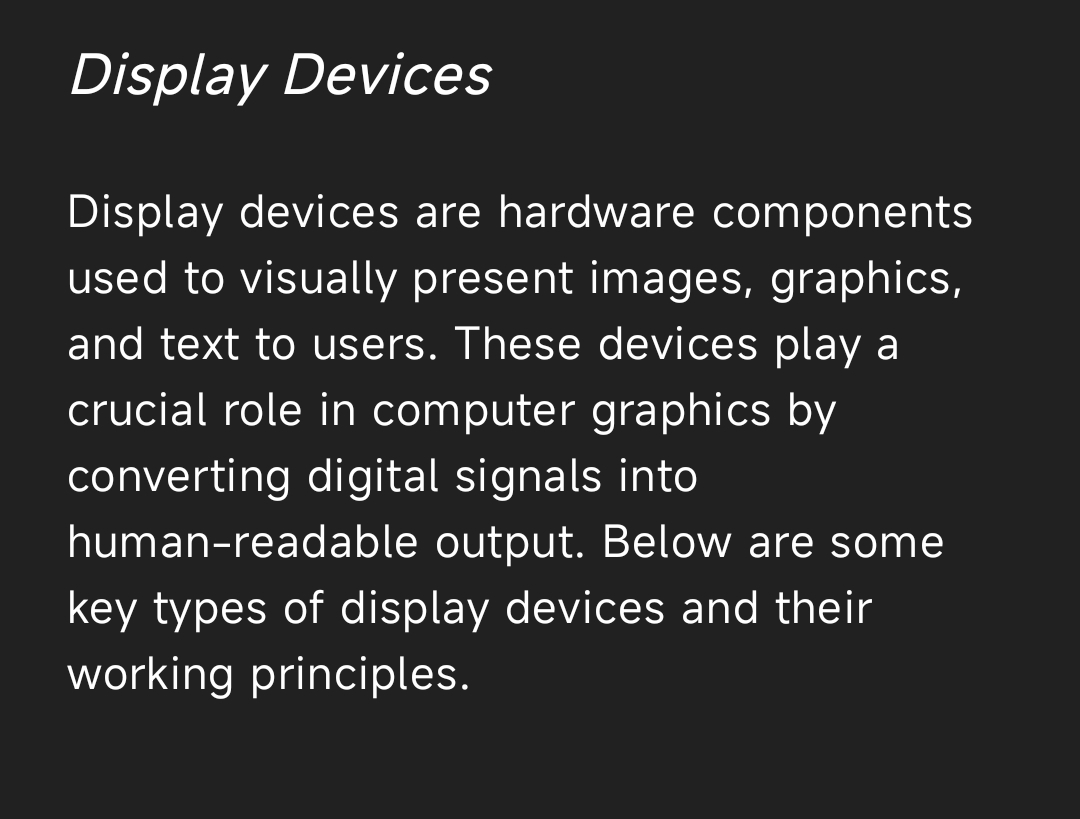 Display Devices
Display devices are hardware components
used to visually present images, graphics,
and text to users. These devices play a
crucial role in computer graphics by
converting digital signals into
human-readable output. Below are some
key types of display devices and their
working principles.